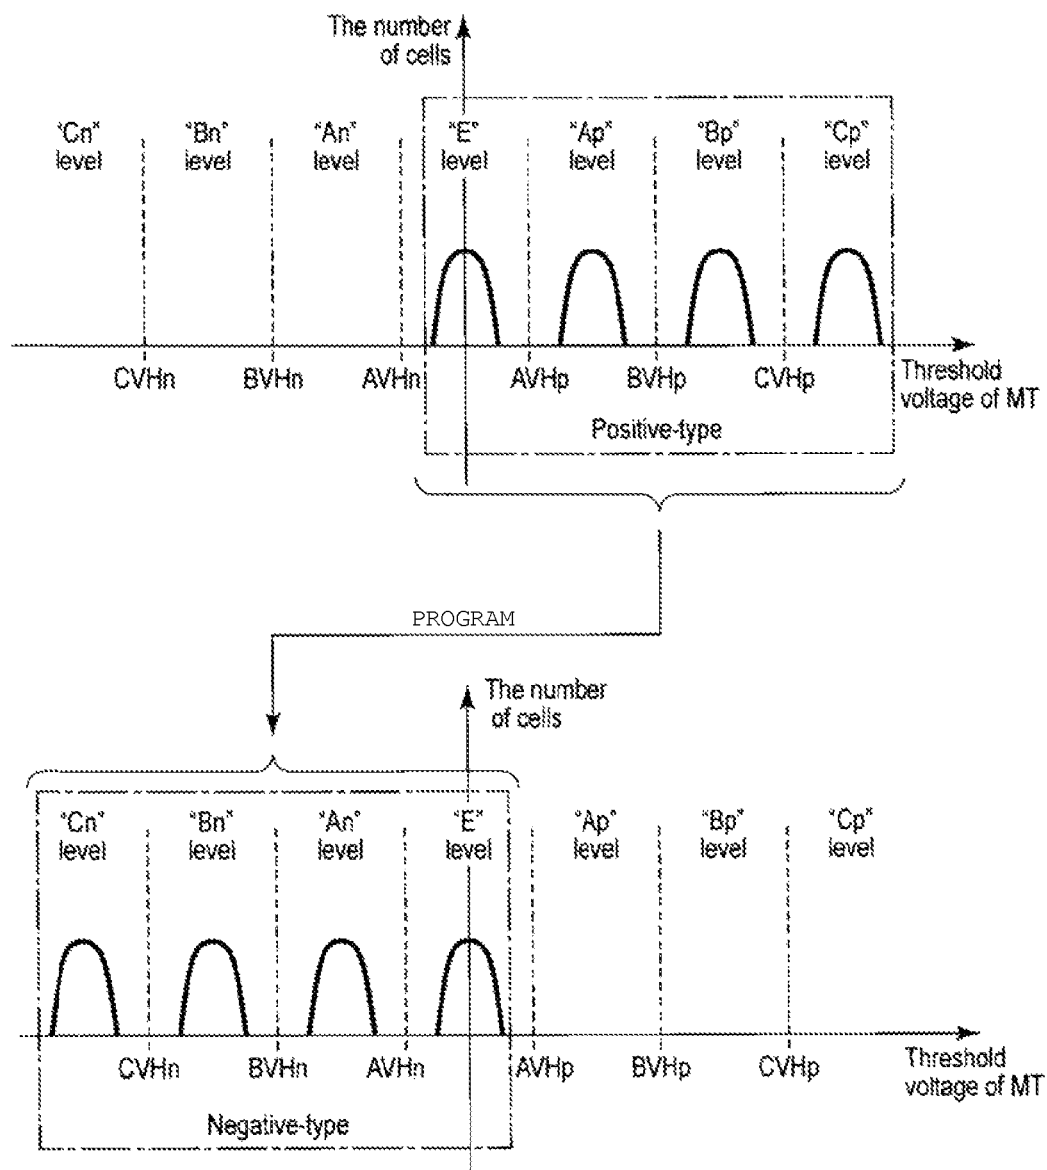 The number
of cells
"Cn" level
"Bn" level
"An" level
"E" level
"Ap" level
"Bp" level
"Cp" level
CVHn
BVHn
AVHn
AVHp
BVHp
CVHp
Threshold
voltage of MT
Positive-type
PROGRAM
The number
of cells
"Cn" level
"Bn" level
"An" level
"E" level
"Ap" level
"Bp" level
"Cp" level
CVHn
BVHn
AVHn
AVHp
BVHp
CVHp
Threshold
voltage of MT
Negative-type